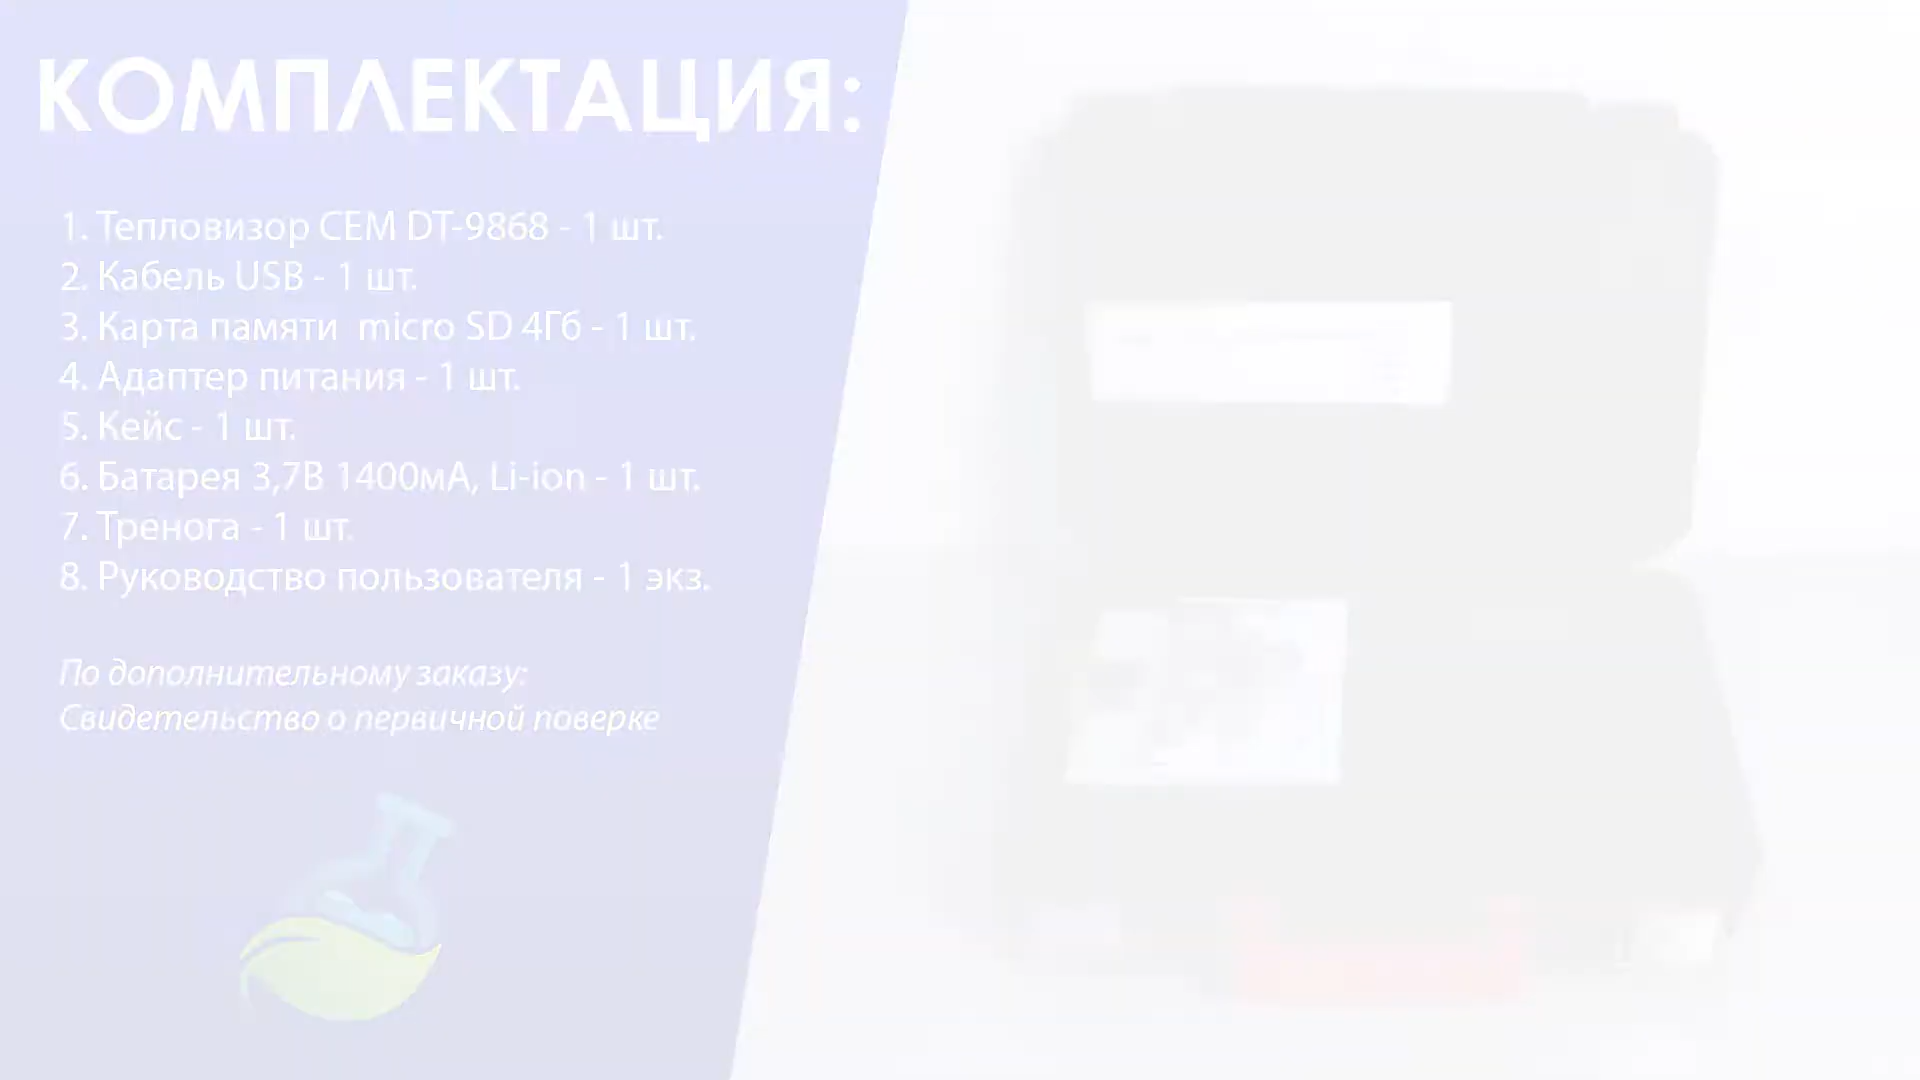 КОМПЛЕКТАЦИЯ:
1. Тепловизор CEM DT-9868 - 1 шт.
2. Кабель USB - 1 шт.
3. Карта памяти  micro SD 4Гб - 1 шт.
4. Адаптер питания - 1 шт.
5. Кейс - 1 шт.
6. Батарея 3,7В 1400мА, Li-ion - 1 шт.
7. Тренога - 1 шт.
8. Руководство пользователя - 1 экз.
По дополнительному заказу:
Свидетельство о первичной поверке